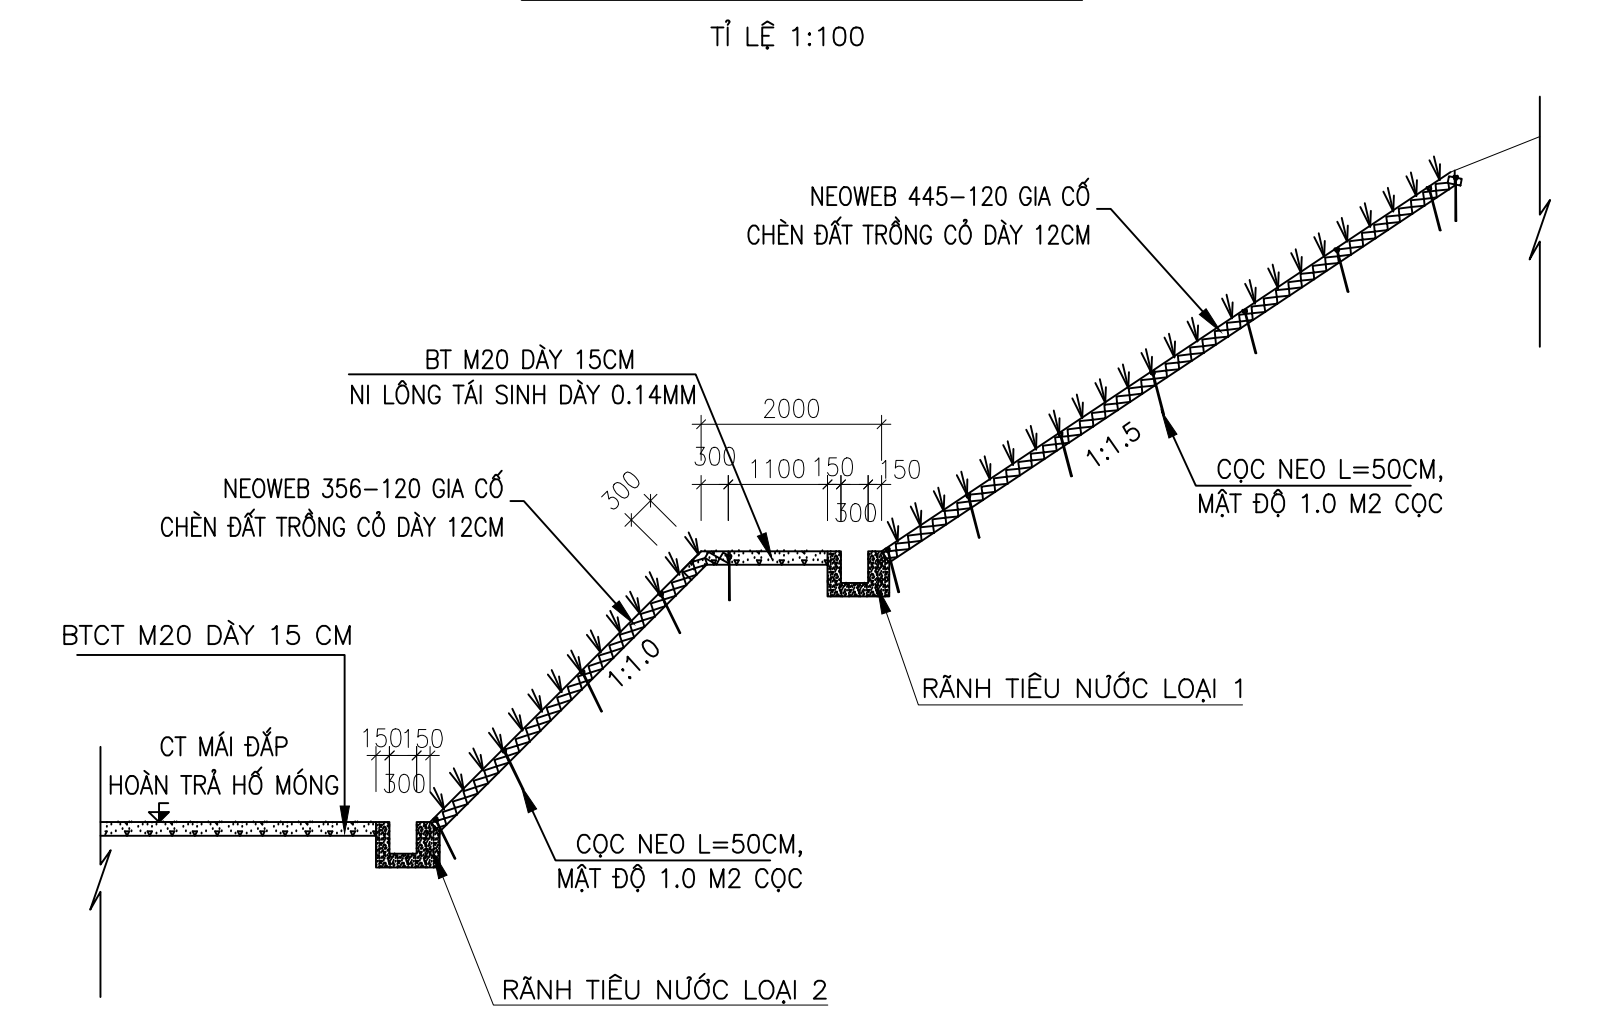 TỈ LỆ 1:100
NEOWEB 445-120 GIA CỐ
CHÈN ĐẤT TRỒNG CỎ DÀY 12CM
BT M20 DÀY 15CM
NI LÔNG TÁI SINH DÀY 0.14MM
2000
300
1100
150
150
300
1:1.5
CỌC NEO L=50CM,
MẬT ĐỘ 1.0 M2 CỌC
300
NEOWEB 356-120 GIA CỐ
CHÈN ĐẤT TRỒNG CỎ DÀY 12CM
BTCT M20 DÀY 15 CM
1:1.0
RÃNH TIÊU NƯỚC LOẠI 1
150
150
300
CT MÁI ĐẮP
HOÀN TRẢ HỐ MÓNG
CỌC NEO L=50CM,
MẬT ĐỘ 1.0 M2 CỌC
RÃNH TIÊU NƯỚC LOẠI 2